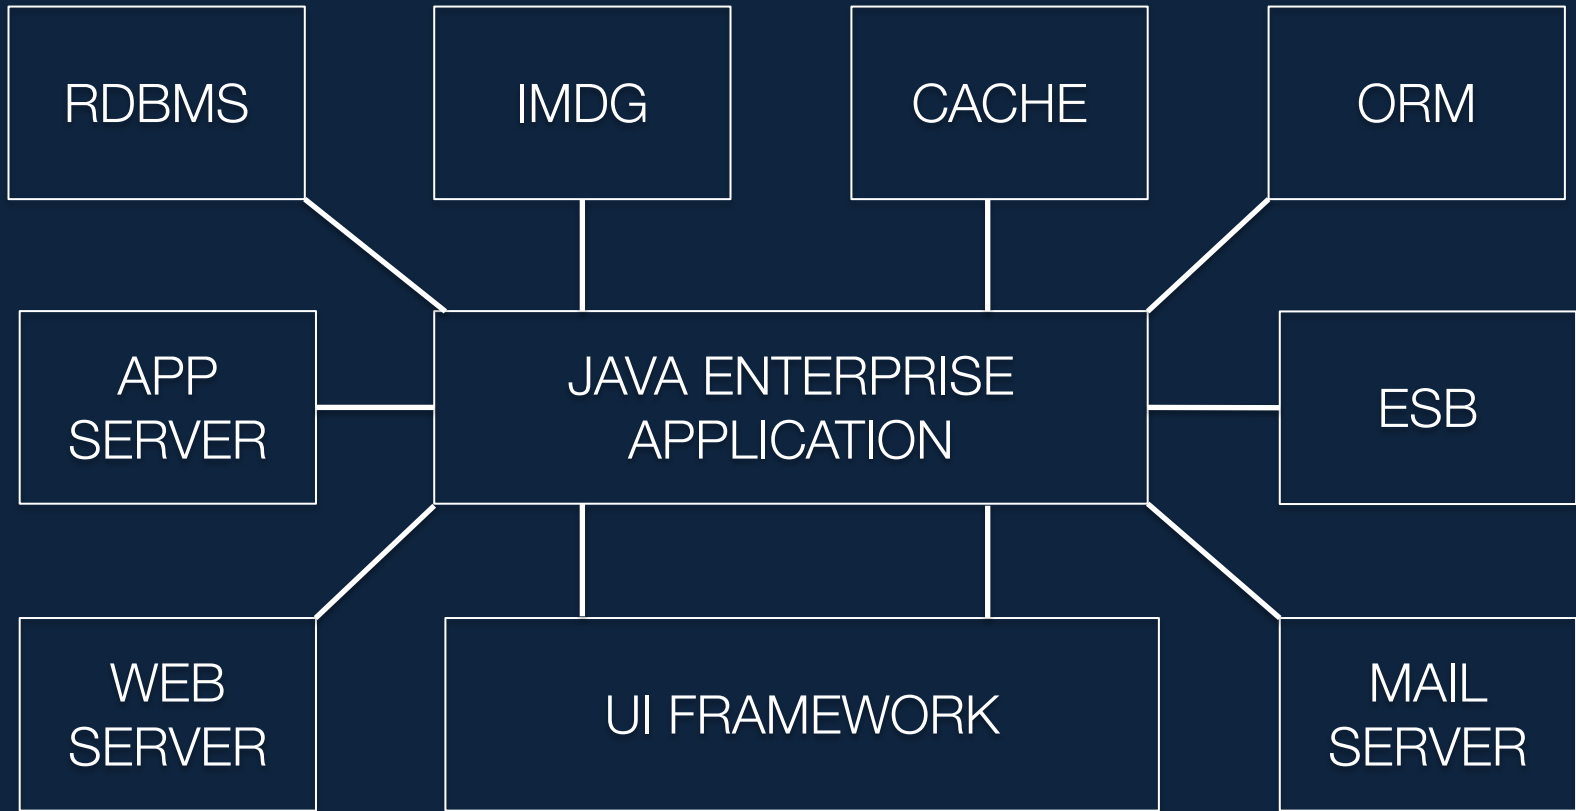 RDBMS
IMDG
CACHE
ORM
APP
SERVER
JAVA ENTERPRISE
APPLICATION
ESB
WEB
SERVER
UI FRAMEWORK
MAIL
SERVER